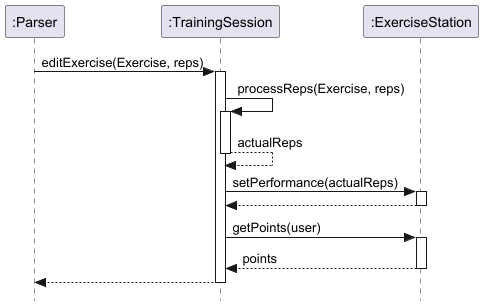 :Parser
:TrainingSession
:ExerciseStation
editExercise(Exercise, reps)
processReps(Exercise, reps)
actualReps
setPerformance(actualReps)
getPoints(user)
points